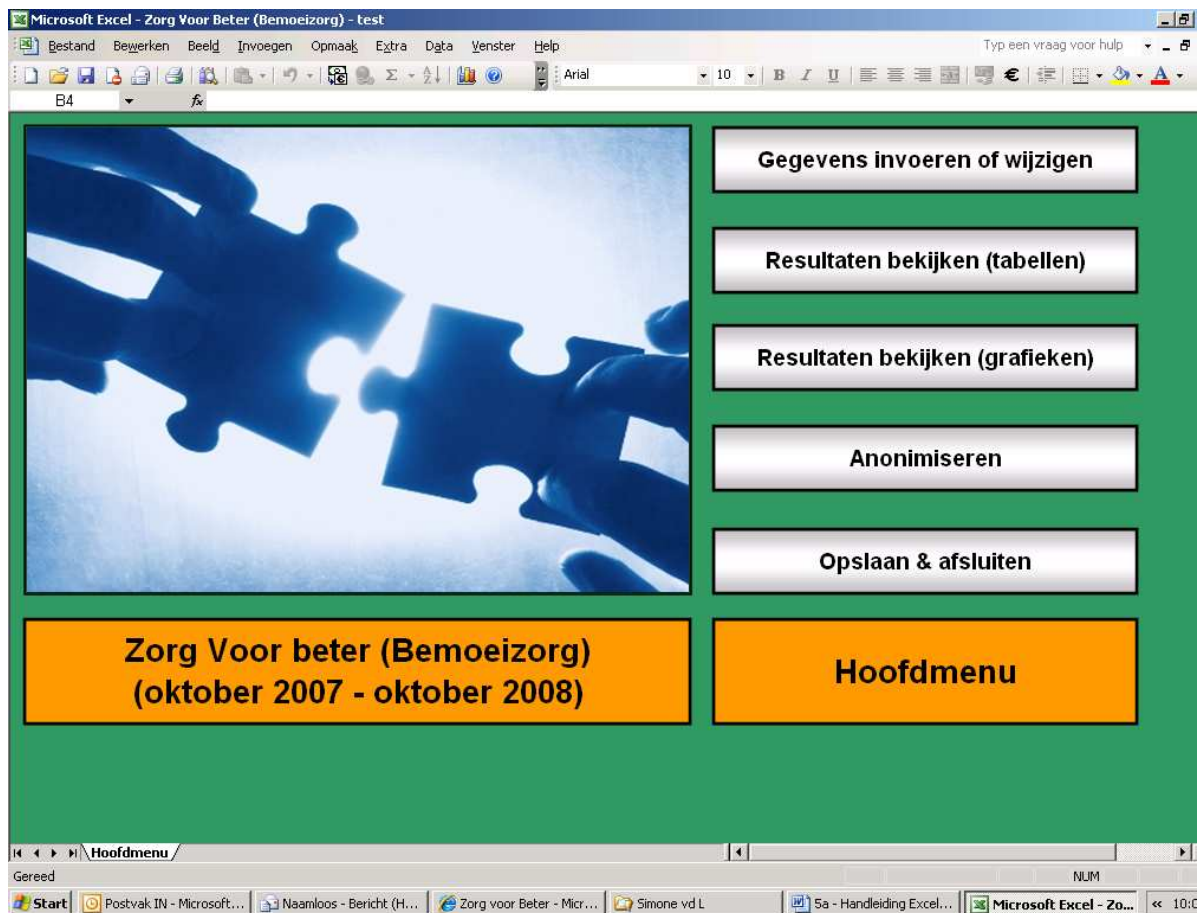 Microsoft Excel - Zorg Voor Beter (Bemoeizorg) - test
Bestand Bewerken Beeld Invoegen Opmaak Extra Data Venster Help Typ een vraag voor hulp
Arial 10 B I U €
B4 fx
Gegevens invoeren of wijzigen
Resultaten bekijken (tabellen)
Resultaten bekijken (grafieken)
Anonimiseren
Opslaan & afsluiten
Zorg Voor beter (Bemoeizorg)
(oktober 2007 - oktober 2008)
Hoofdmenu
Hoofdmenu
Gereed NUM
Start Postvak IN - Microsoft... Naamloos - Bericht (H... Zorg voor Beter - Micr... Simone vd L 5a - Handleiding Excel... Microsoft Excel - Zo... «